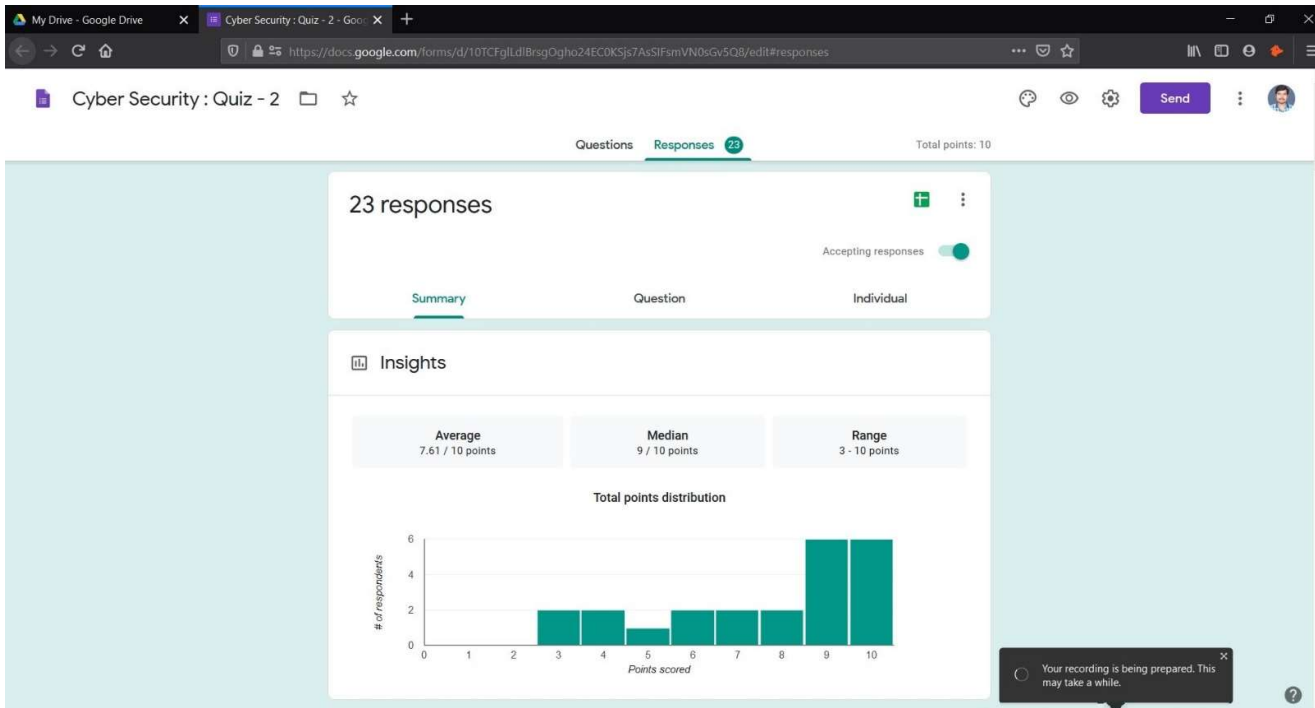 My Drive - Google Drive
Cyber Security : Quiz - 2 - Goog
https://docs.google.com/forms/d/10TCFglLdlBrsgOgho24EC0KSjs7AsSIFsmVN0sGv5Q8/edit#responses
Cyber Security : Quiz - 2
Send
Questions
Responses 23
Total points: 10
23 responses
Accepting responses
Summary
Question
Individual
Insights
Average
7.61 / 10 points
Median
9 / 10 points
Range
3 - 10 points
Total points distribution
# of respondents
6
4
2
0
0 1 2 3 4 5 6 7 8 9 10
Points scored
Your recording is being prepared. This
may take a while.